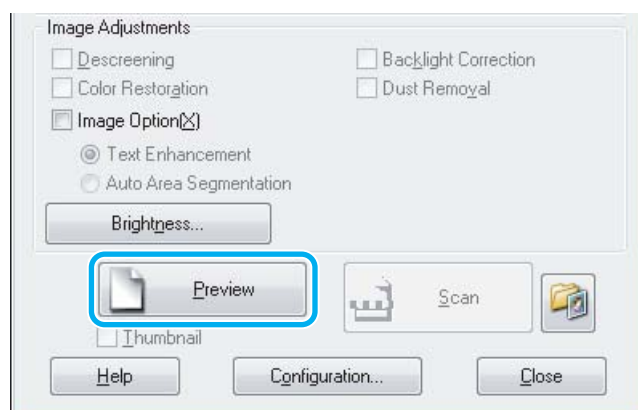 Image Adjustments
Descreening Backlight Correction
Color Restoration Dust Removal
Image Option(X)
Text Enhancement
Auto Area Segmentation
Brightness...
Preview Scan
Thumbnail
Help Configuration... Close